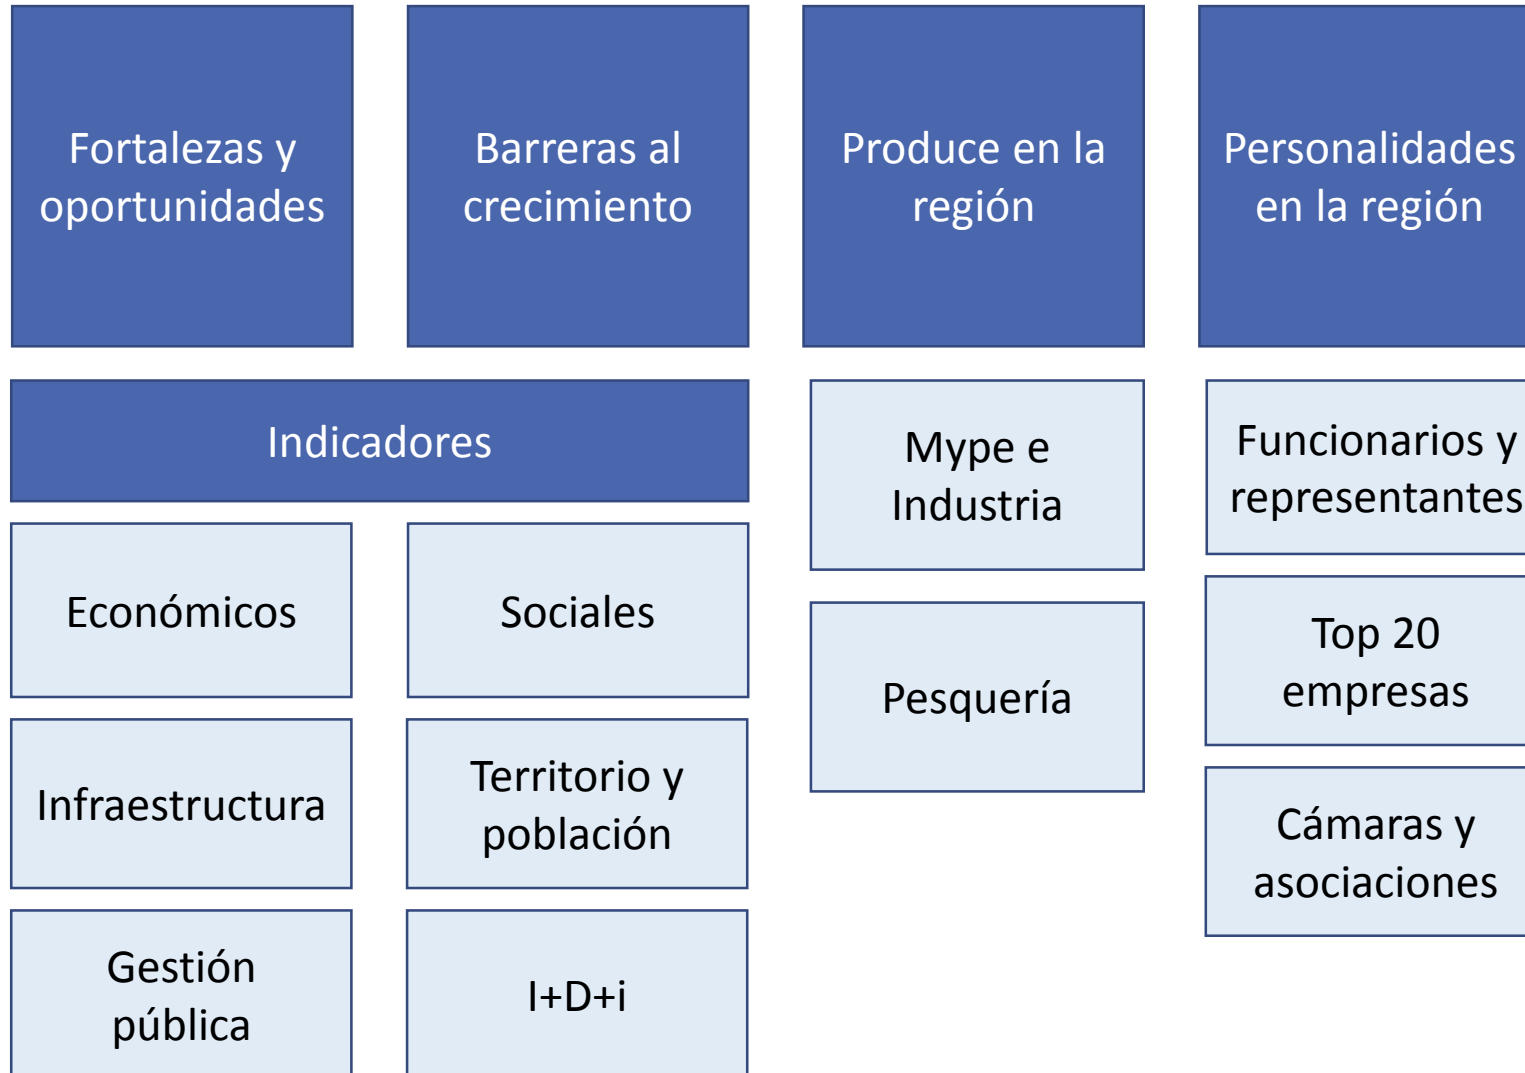 Fortalezas y
oportunidades
Barreras al
crecimiento
Produce en la
región
Personalidades
en la región
Indicadores
Económicos
Sociales
Infraestructura
Territorio y
población
Gestión
pública
I+D+i
Mype e
Industria
Pesquería
Funcionarios y
representantes
Top 20
empresas
Cámaras y
asociaciones